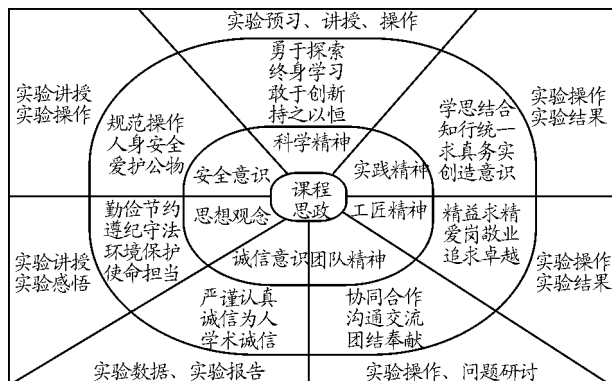 实验预习、讲授、操作
勇于探索
终身学习
敢于创新
持之以恒
科学精神
实验讲授
实验操作
规范操作
人身安全
爱护公物
安全意识
实验操作
实验结果
学思结合
知行统一
求真务实
创造意识
实践精神
课程
思政
勤俭节约
遵纪守法
环境保护
使命担当
思想观念
实验讲授
实验感悟
工匠精神
精益求精
爱岗敬业
追求卓越
实验操作
实验结果
诚信意识
团队精神
严谨认真
诚信为人
学术诚信
协同合作
沟通交流
团结奉献
实验数据、实验报告
实验操作、问题研讨